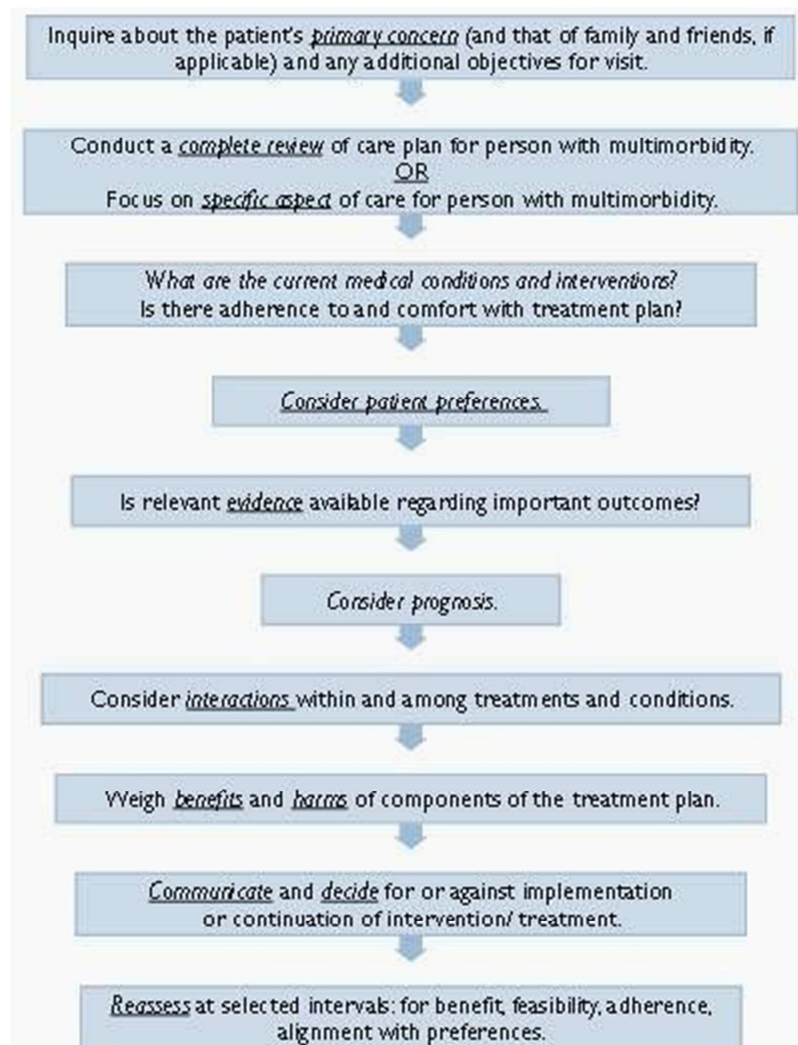 Inquire about the patient's primary concern (and that of family and friends, if
applicable) and any additional objectives for visit.
Conduct a complete review of care plan for person with multimorbidity.
OR
Focus on specific aspect of care for person with multimorbidity.
What are the current medical conditions and interventions?
Is there adherence to and comfort with treatment plan?
Consider patient preferences.
Is relevant evidence available regarding important outcomes?
Consider prognosis.
Consider interactions within and among treatments and conditions.
Weigh benefits and harms of components of the treatment plan.
Communicate and decide for or against implementation
or continuation of intervention/ treatment.
Reassess at selected intervals: for benefit, feasibility, adherence,
alignment with preferences.